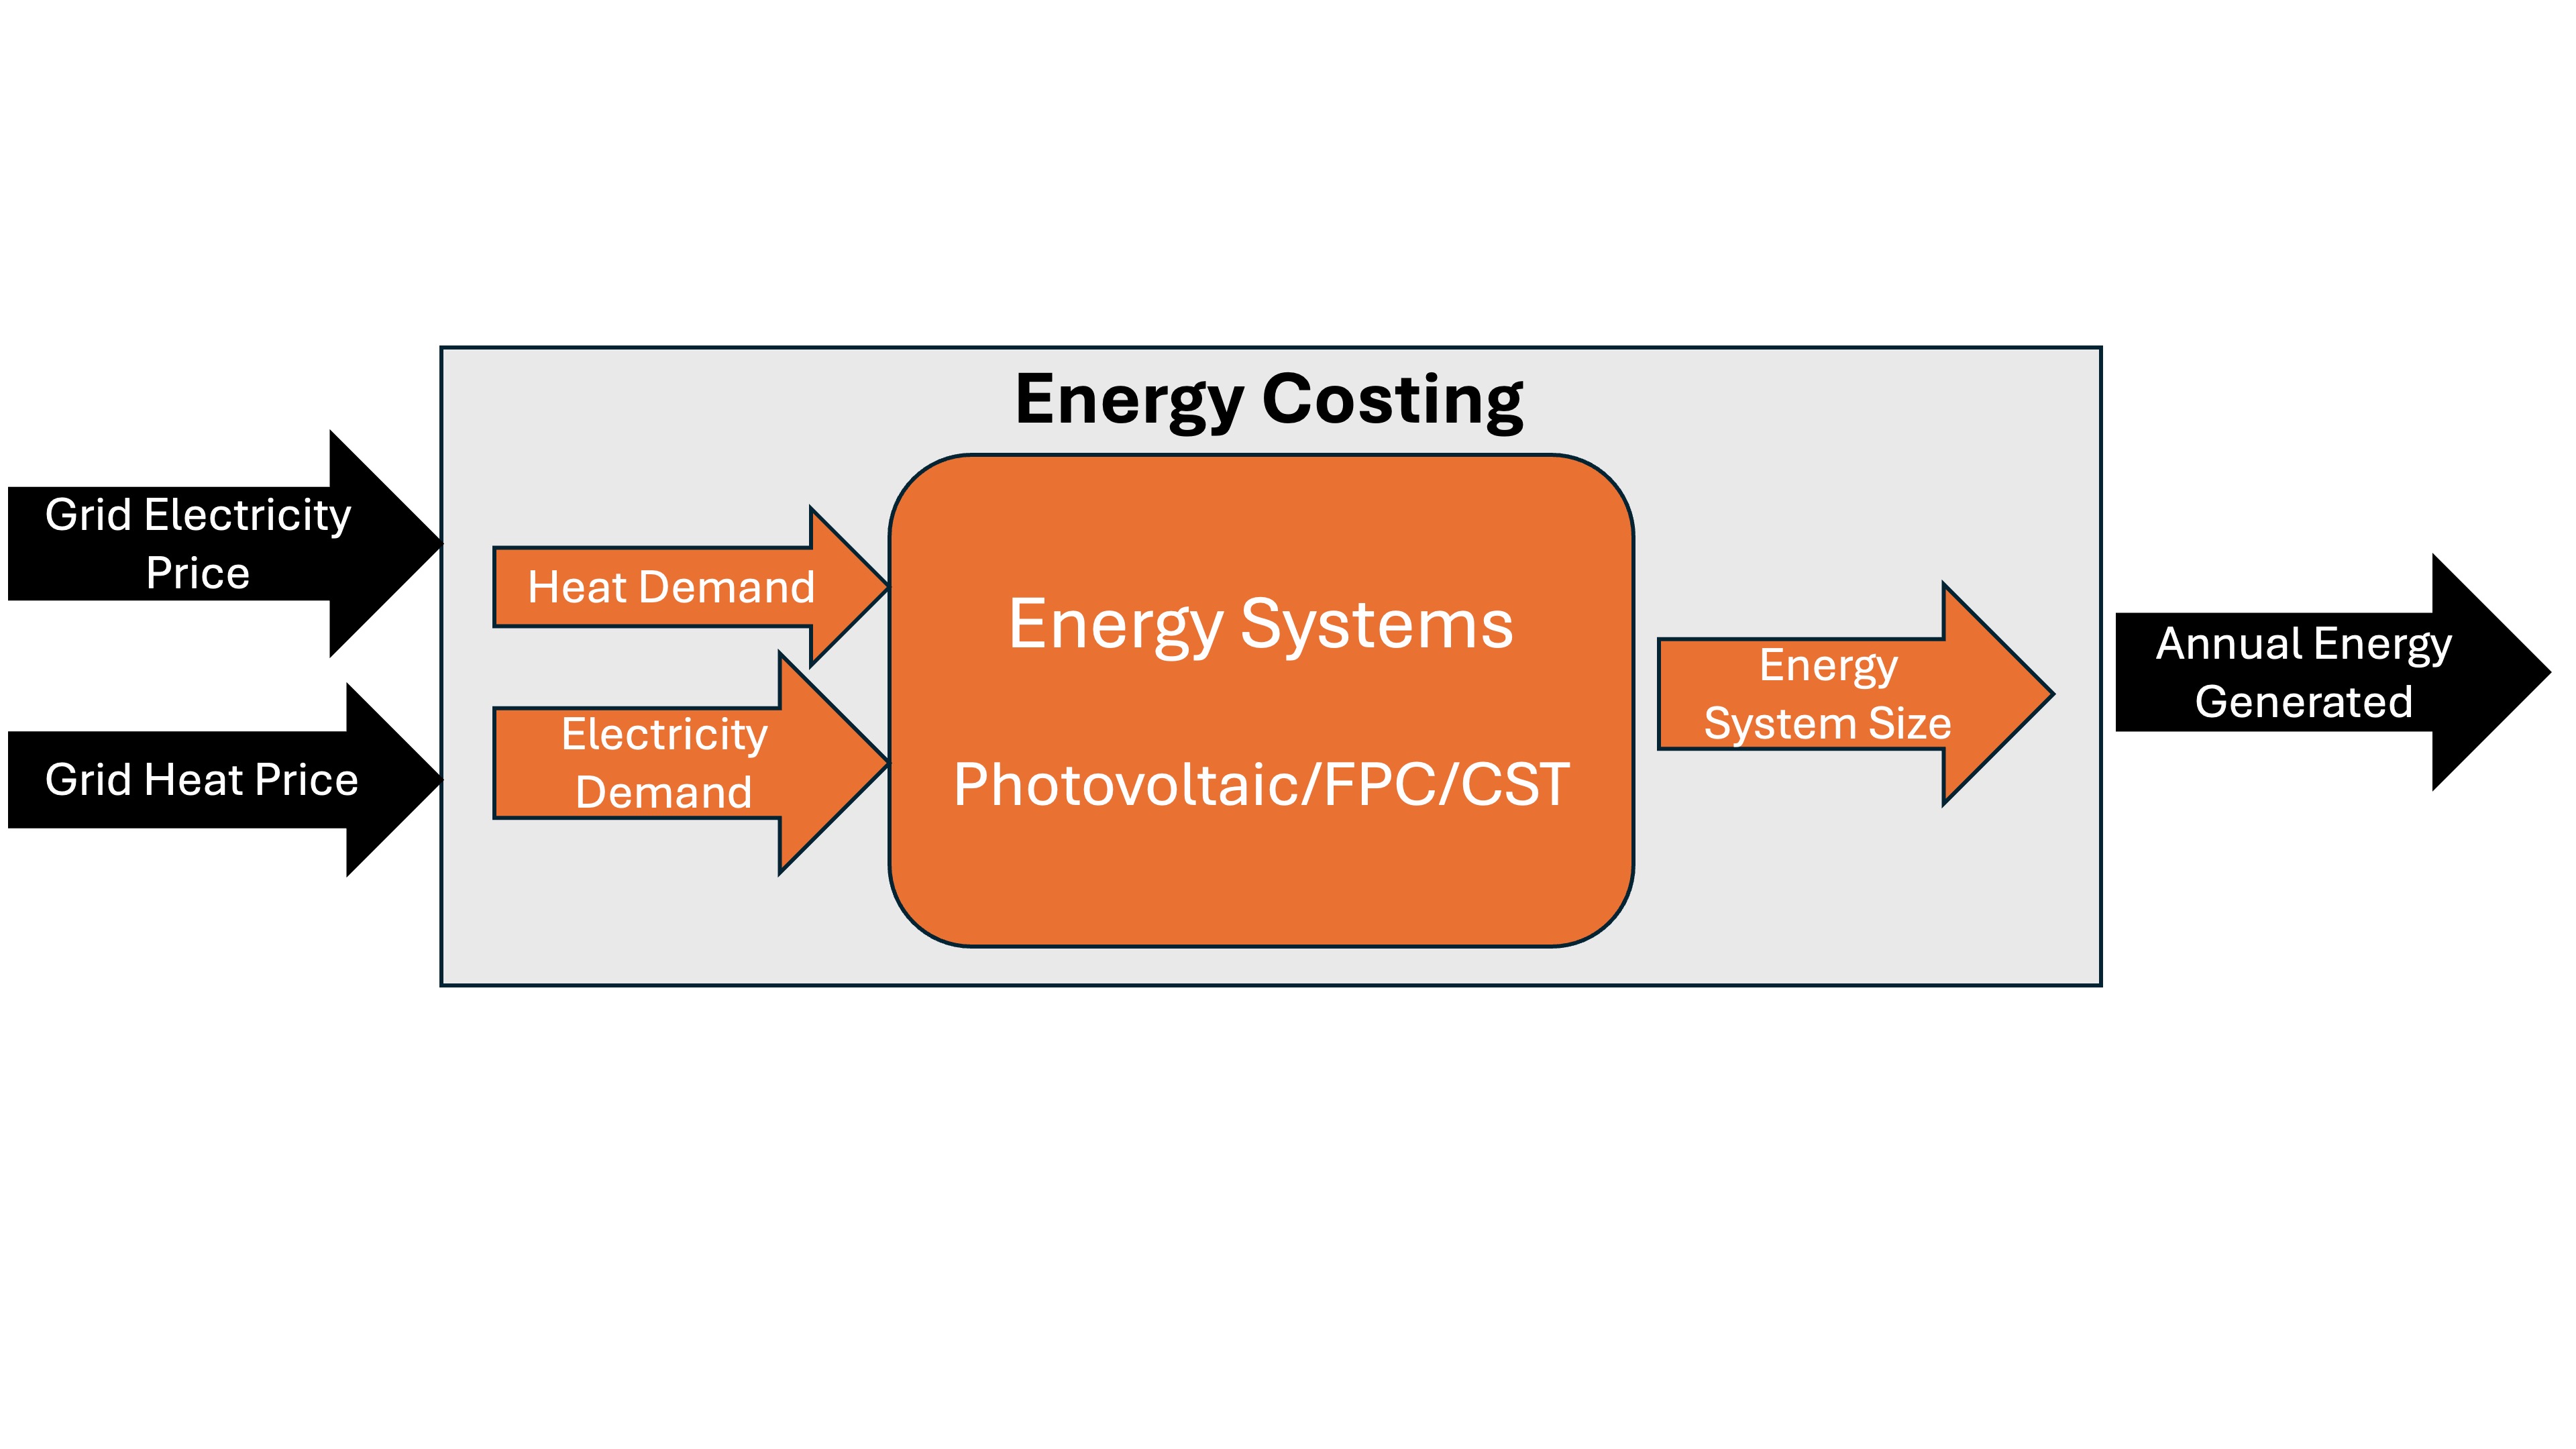 Energy Costing
Grid Electricity
Price
Grid Heat Price
Heat Demand
Electricity
Demand
Energy Systems
Photovoltaic/FPC/CST
Energy
System Size
Annual Energy
Generated